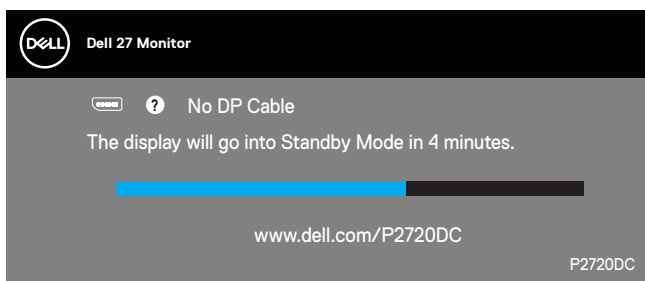 DELL
Dell 27 Monitor
? No DP Cable
The display will go into Standby Mode in 4 minutes.
www.dell.com/P2720DC
P2720DC